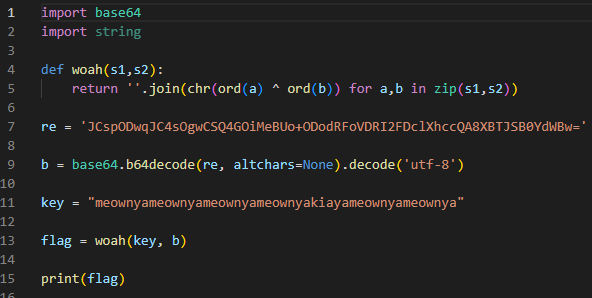 1 import base64
2 import string
3
4 def woah(s1,s2):
5     return ''.join(chr(ord(a) ^ ord(b)) for a,b in zip(s1,s2))
6
7 re = 'JCspODwqJC4sOgwCSQ4GOiMeBUo+ODodRFoVDRI2FDclXhccQA8XBTJSB0YdWBw='
8
9 b = base64.b64decode(re, altchars=None).decode('utf-8')
10
11 key = "meownyameownyameownyameownyakiayameownyameownya"
12
13 flag = woah(key, b)
14
15 print(flag)
16